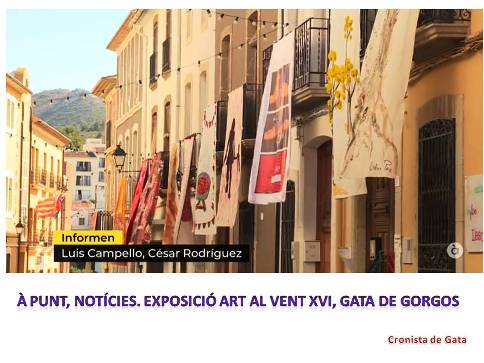 Informen
Luis Campello, César Rodríguez
À PUNT, NOTÍCIES. EXPOSICIÓ ART AL VENT XVI, GATA DE GORGOS
Cronista de Gata